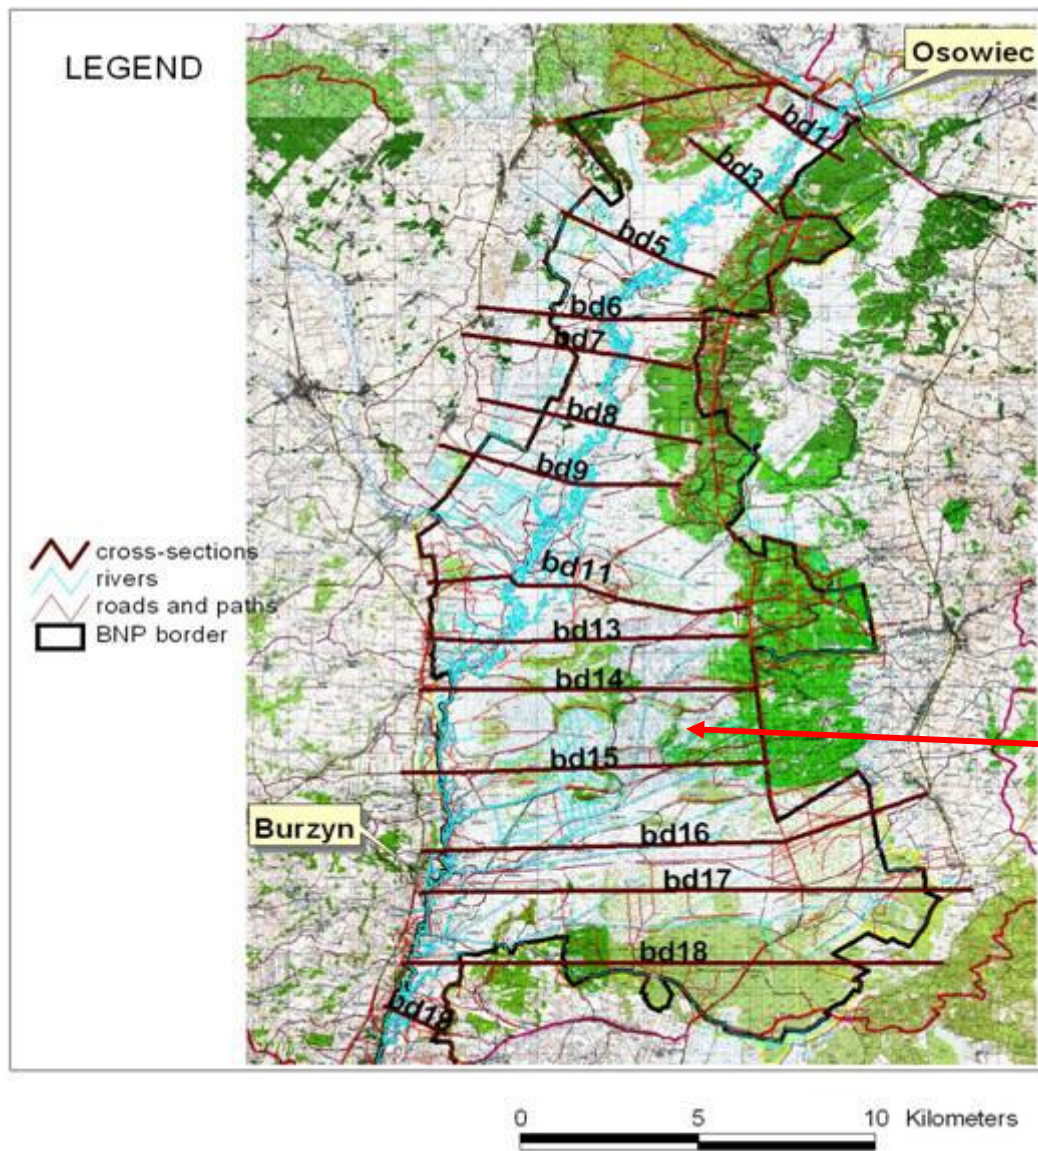 LEGEND
Osowiec
bd1
bd3
bd5
bd6
bd7
bd8
bd9
cross-sections
rivers
roads and paths
BNP border
bd11
bd13
bd14
bd15
Burzyn
bd16
bd17
bd18
bd19
0 5 10 Kilometers